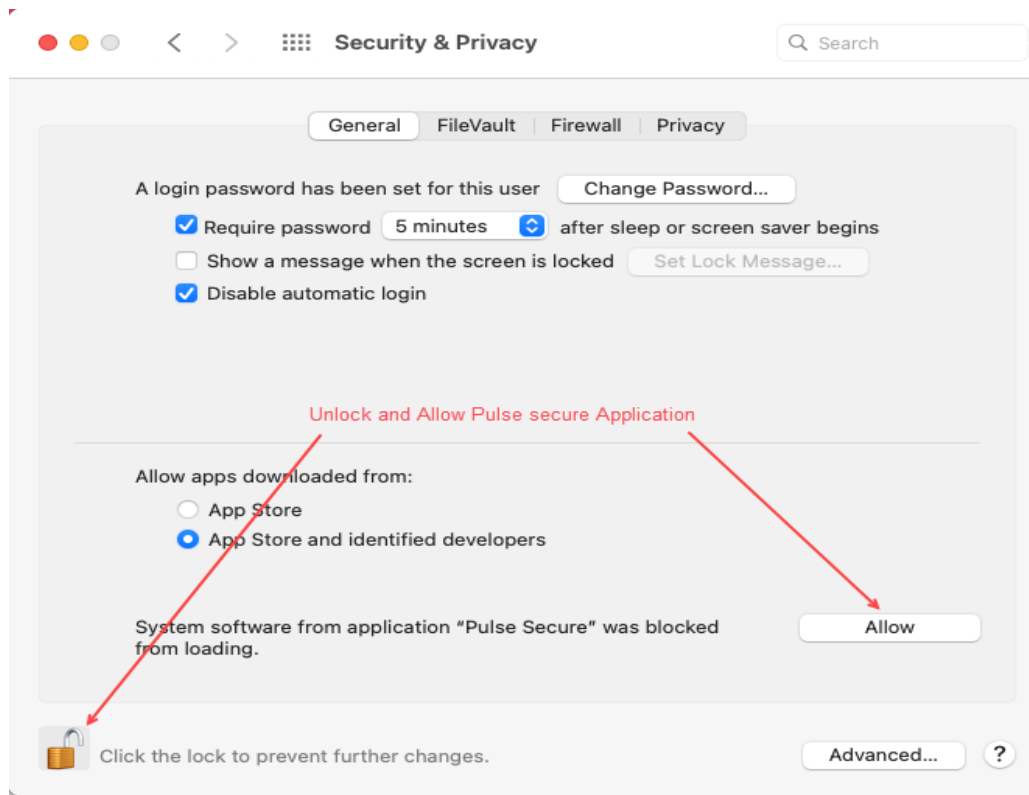 Security & Privacy
Search
General FileVault Firewall Privacy
A login password has been set for this user Change Password...
Require password 5 minutes after sleep or screen saver begins
Show a message when the screen is locked Set Lock Message...
Disable automatic login
Unlock and Allow Pulse secure Application
Allow apps downloaded from:
App Store
App Store and identified developers
System software from application “Pulse Secure” was blocked
from loading.
Allow
Click the lock to prevent further changes.
Advanced... ?